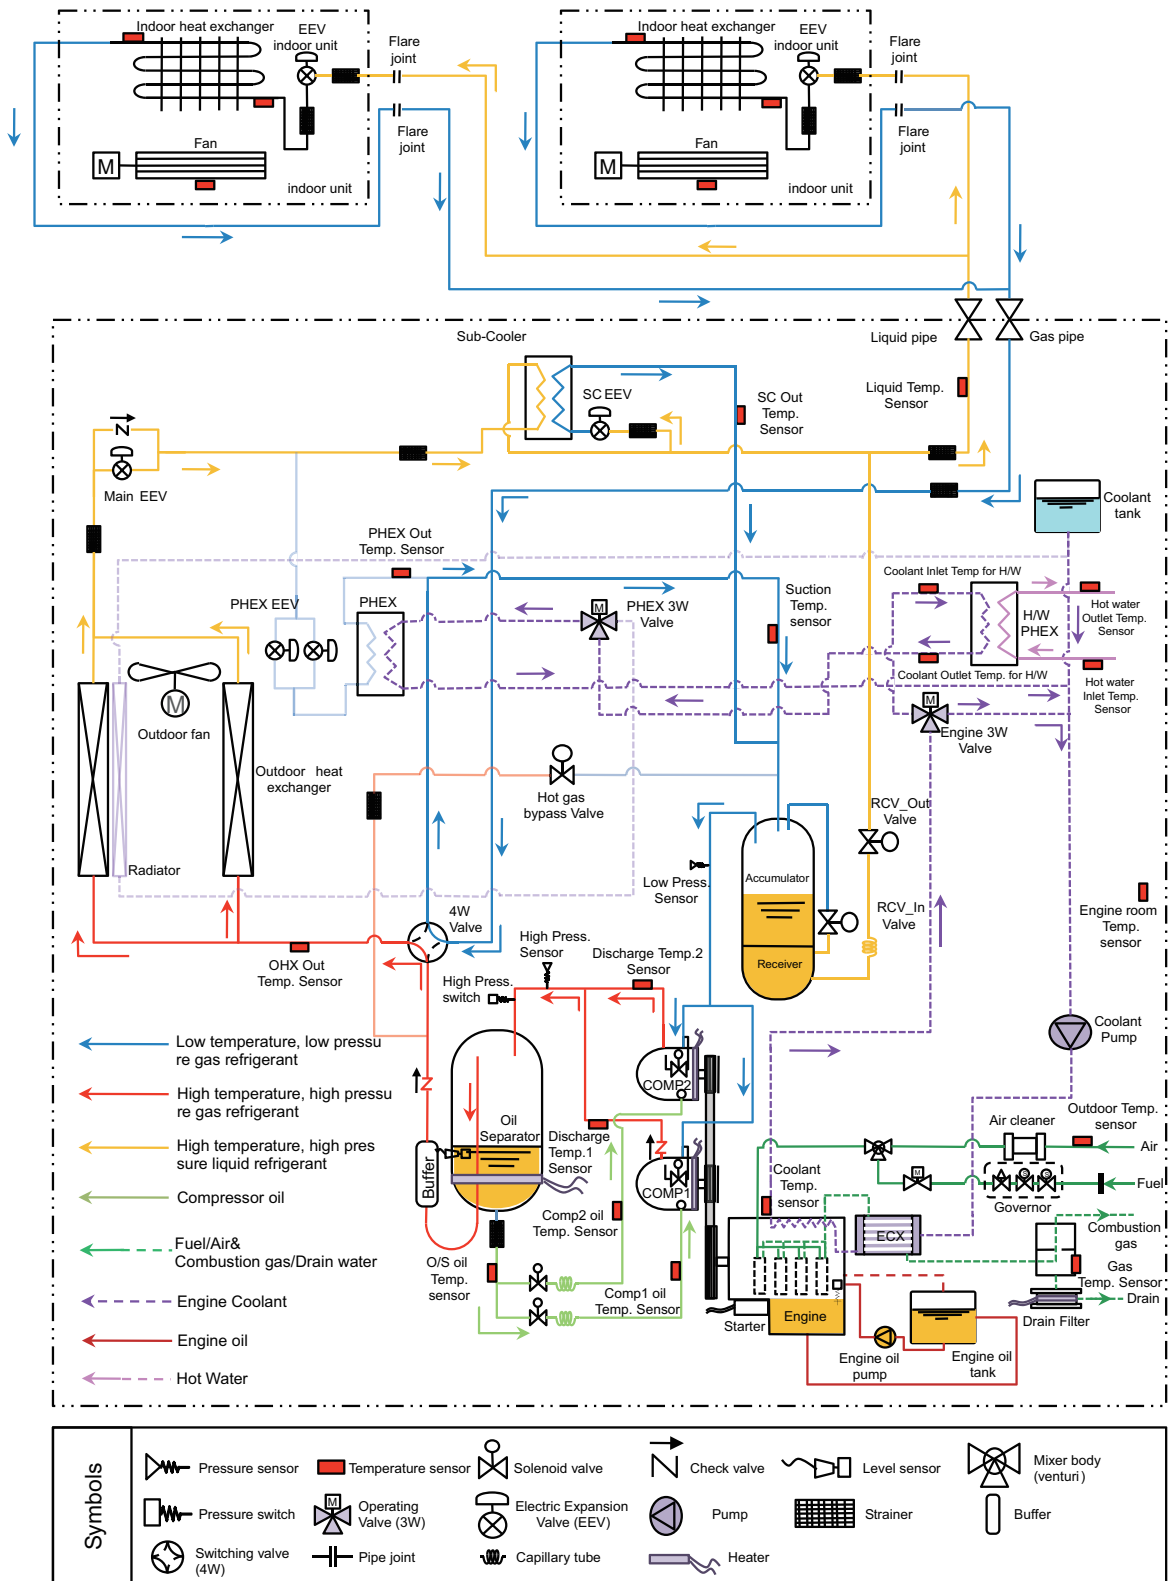 Indoor heat exchanger
EEV
indoor unit
Flare
joint
Flare
joint
Fan
M
indoor unit
Indoor heat exchanger
EEV
indoor unit
Flare
joint
Flare
joint
Fan
M
indoor unit
Liquid pipe
Gas pipe
Sub-Cooler
SC EEV
SC Out
Temp.
Sensor
Liquid Temp.
Sensor
Main EEV
Coolant
tank
PHEX Out
Temp. Sensor
PHEX EEV
PHEX
M
PHEX 3W
Valve
Suction
Temp.
sensor
Coolant Inlet Temp for H/W
H/W
PHEX
Hot water
Outlet Temp.
Sensor
Coolant Outlet Temp. for H/W
Hot water
Inlet Temp.
Sensor
M
Engine 3W
Valve
M
Outdoor fan
Outdoor heat
exchanger
Radiator
Hot gas
bypass Valve
RCV_Out
Valve
Low Press.
Sensor
Accumulator
Receiver
RCV_In
Valve
Engine room
Temp.
sensor
4W
Valve
OHX Out
Temp. Sensor
High Press.
Sensor
Discharge Temp.2
Sensor
High Press.
switch
Coolant
Pump
Low temperature, low pressu
re gas refrigerant
High temperature, high pressu
re gas refrigerant
High temperature, high pres
sure liquid refrigerant
Compressor oil
Fuel/Air&
Combustion gas/Drain water
Engine Coolant
Engine oil
Hot Water
COMP2
Oil
Separator
Discharge
Temp.1
Sensor
Buffer
COMP1
Comp2 oil
Temp. Sensor
O/S oil
Temp.
sensor
Comp1 oil
Temp. Sensor
Coolant
Temp.
sensor
Air cleaner
Outdoor Temp.
sensor
Air
M
S
S
Fuel
Governor
ECX
Combustion
gas
Gas
Temp. Sensor
Drain
Drain Filter
Starter
Engine
Engine oil
pump
Engine oil
tank
Symbols
Pressure sensor
Temperature sensor
Solenoid valve
Check valve
Level sensor
Mixer body
(venturi)
Pressure switch
M
Operating
Valve (3W)
Electric Expansion
Valve (EEV)
Pump
Strainer
Buffer
Switching valve
(4W)
Pipe joint
Capillary tube
Heater